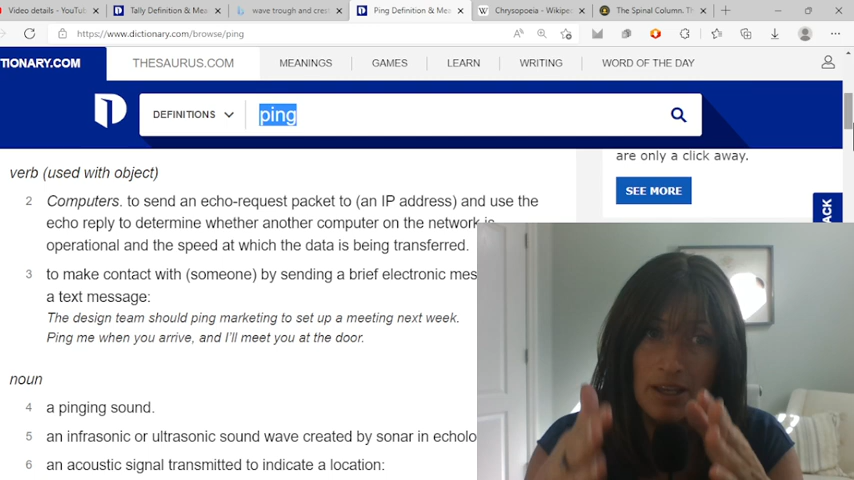 Video details - YouTub
Tally Definition & Mea
wave trough and cres
Ping Definition & Mea
Chrysopoeia - Wikipe
The Spinal Column. Th
https://www.dictionary.com/browse/ping
TIONARY.COM
THESAURUS.COM
MEANINGS
GAMES
LEARN
WRITING
WORD OF THE DAY
DEFINITIONS
ping
are only a click away.
SEE MORE
ACK
verb (used with object)
2 Computers. to send an echo-request packet to (an IP address) and use the
echo reply to determine whether another computer on the network is
operational and the speed at which the data is being transferred.
3 to make contact with (someone) by sending a brief electronic mes
a text message:
The design team should ping marketing to set up a meeting next week.
Ping me when you arrive, and I'll meet you at the door.
noun
4 a pinging sound.
5 an infrasonic or ultrasonic sound wave created by sonar in echolo
6 an acoustic signal transmitted to indicate a location: